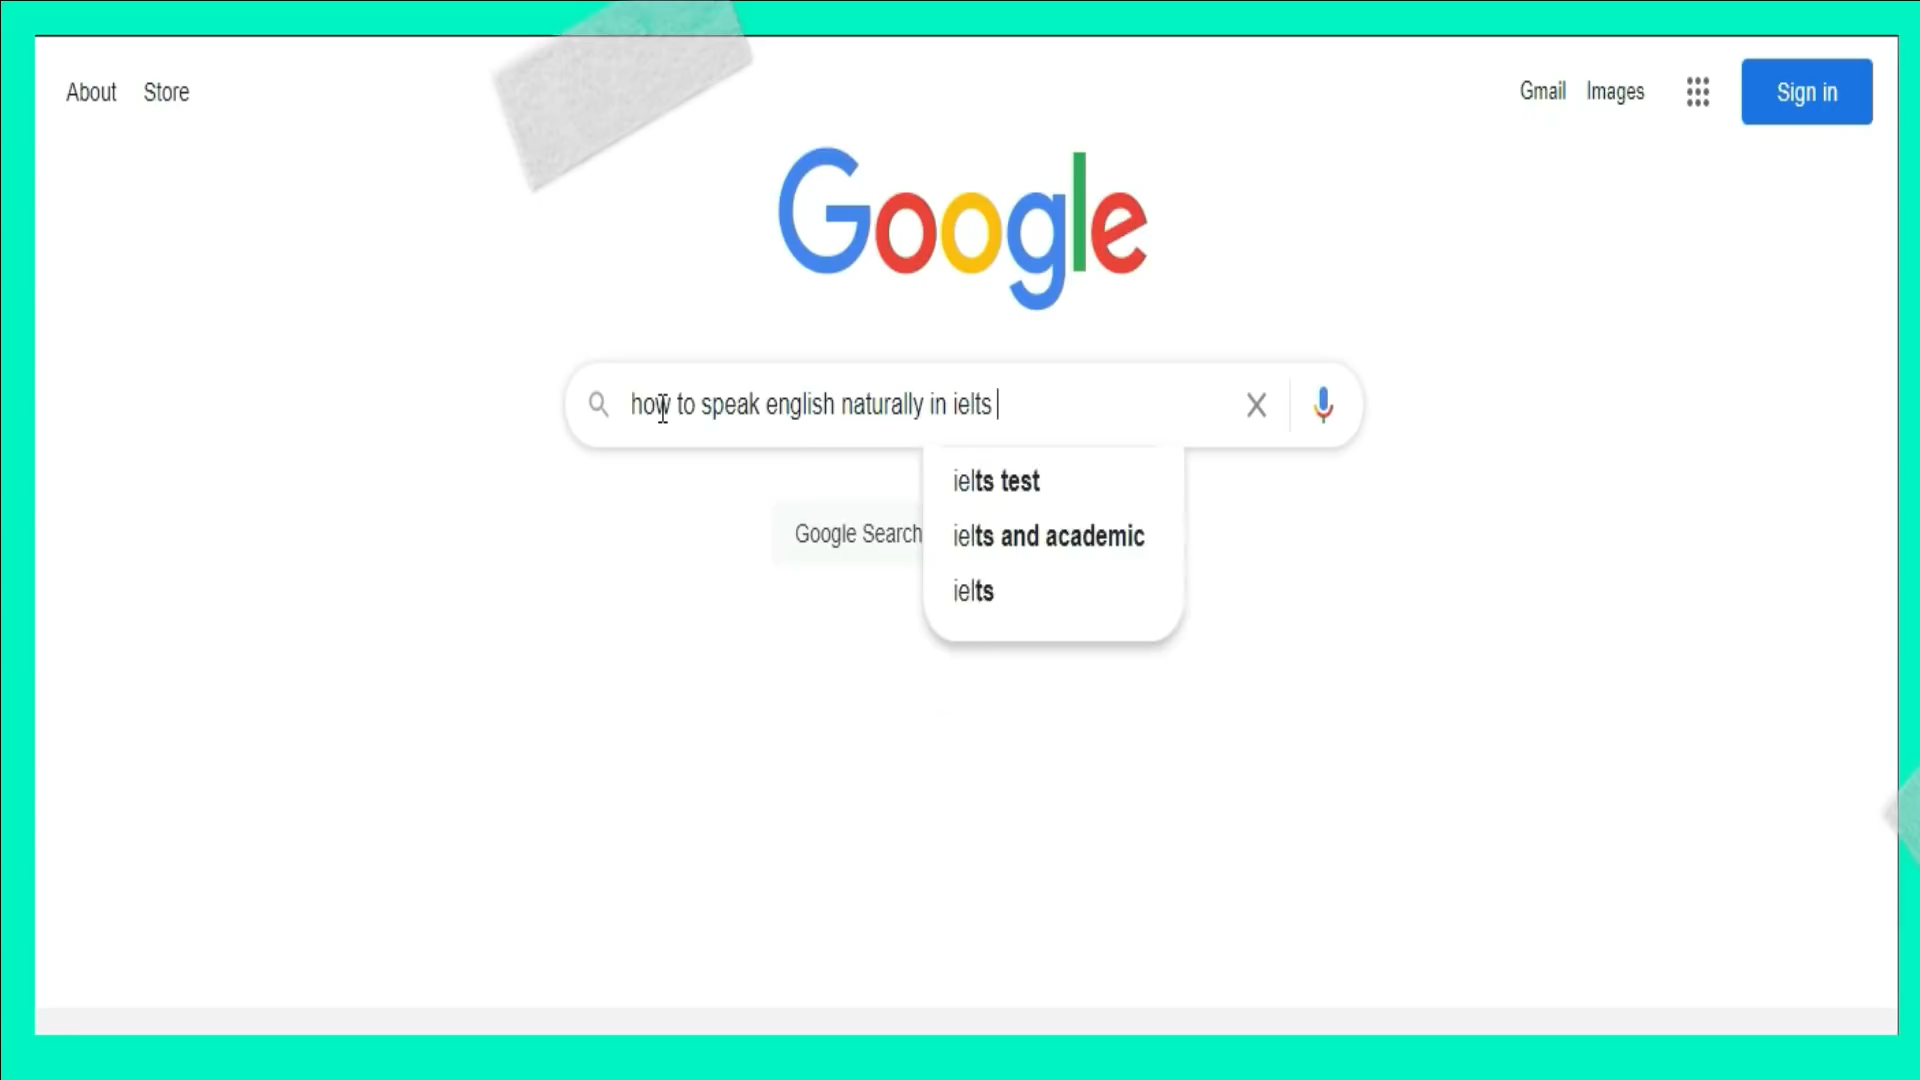 About Store
Gmail Images
Sign in
Google
how to speak english naturally in ielts
ielts test
ielts and academic
ielts
Google Search